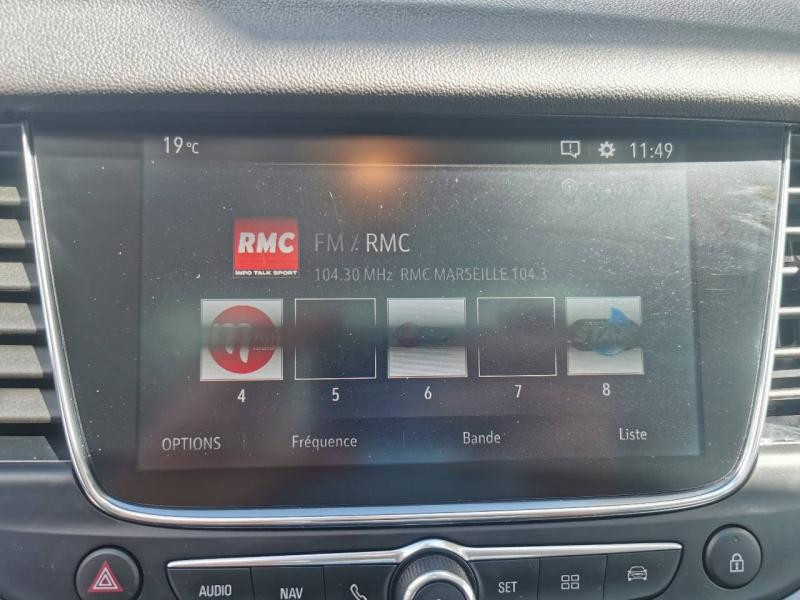 19°C 11:49
RMC
INFO TALK SPORT
FM / RMC
104.30 MHz RMC MARSEILLE 104.3
4 5 6 7 8
OPTIONS Fréquence Bande Liste
AUDIO NAV SET